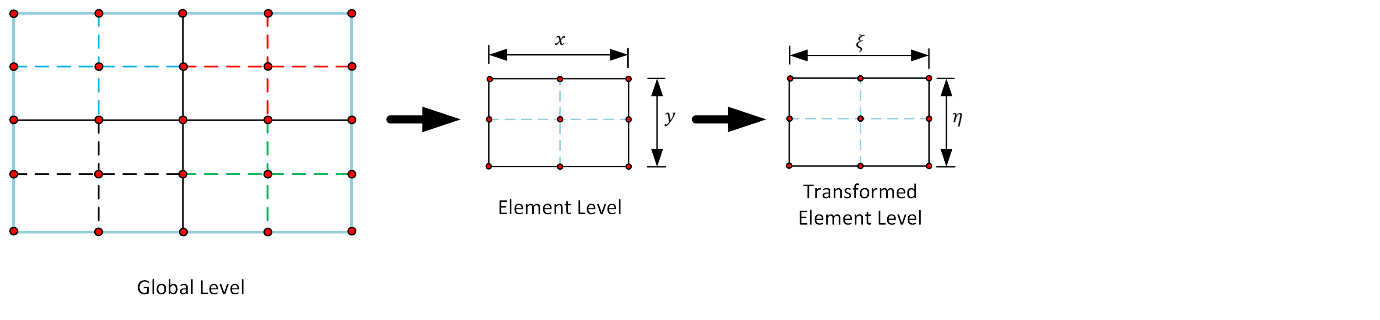 x
ξ
y
η
Element Level
Transformed
Element Level
Global Level